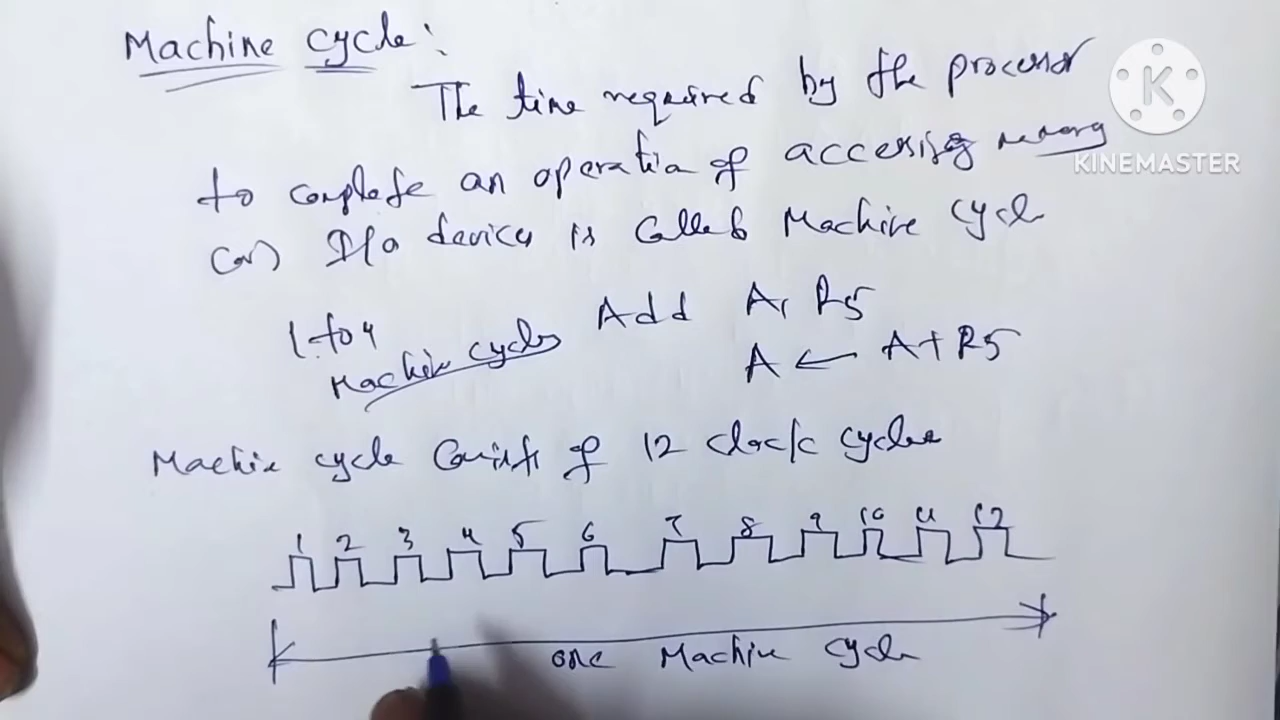 Machine cycle:
The time required by the processor
to complete an operation of accessing memory
(or) I/o devices is called Machine cycle
1 to 4
Machine cycles
Add A, R5
A ← A + R5
Machine cycle consists of 12 clock cycles
1 2 3 4 5 6 7 8 9 10 11 12
one Machine cycle
K
KINEMASTER